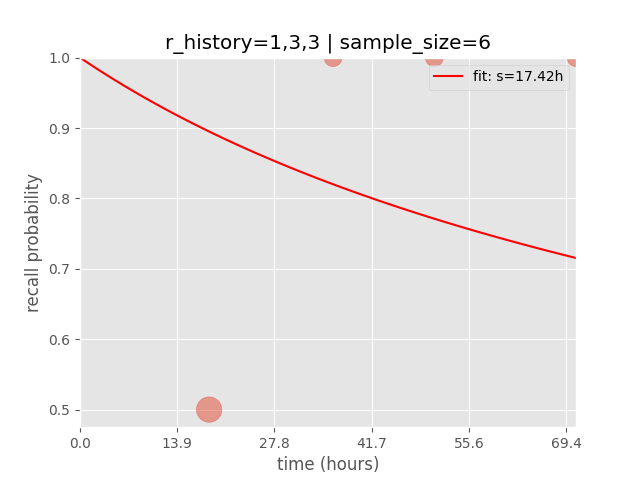 r_history=1,3,3 | sample_size=6
fit: s=17.42h
recall probability
1.0
0.9
0.8
0.7
0.6
0.5
0.0 13.9 27.8 41.7 55.6 69.4
time (hours)